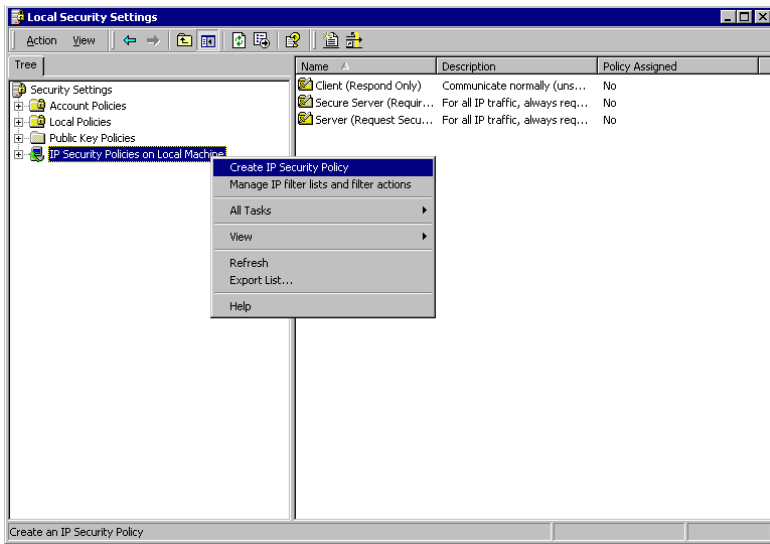 Local Security Settings
Action View
Tree
Name Description Policy Assigned
Security Settings
Account Policies
Local Policies
Public Key Policies
IP Security Policies on Local Machine
Client (Respond Only) Communicate normally (uns... No
Secure Server (Requir... For all IP traffic, always req... No
Server (Request Secu... For all IP traffic, always req... No
Create IP Security Policy
Manage IP filter lists and filter actions
All Tasks
View
Refresh
Export List...
Help
Create an IP Security Policy